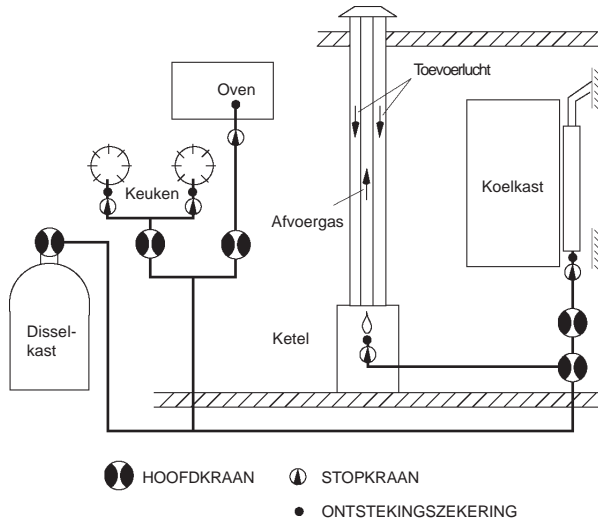 Toevoerlucht
Oven
Keuken
Koelkast
Afvoergas
Dissel-
kast
Ketel
HOOFDKRAAN
STOPKRAAN
ONTSTEKINGSZEKERING